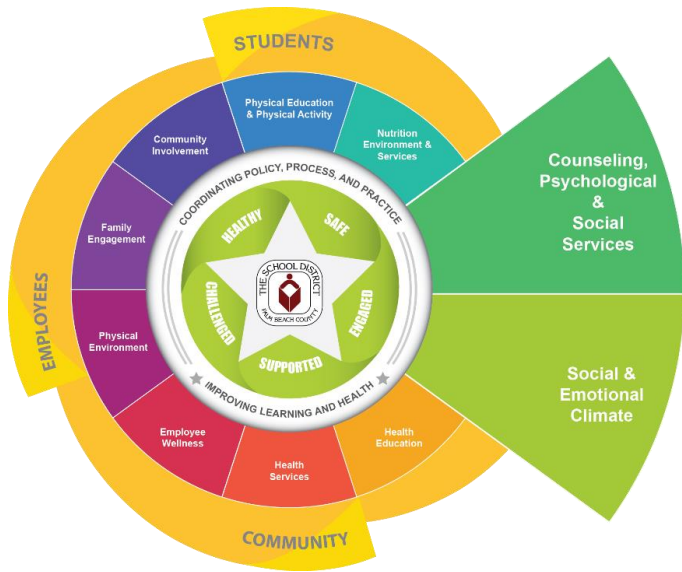 STUDENTS
Physical Education
& Physical Activity
Nutrition
Environment &
Services
Counseling,
Psychological
&
Social
Services
Social &
Emotional
Climate
Health
Education
Health
Services
Employee
Wellness
Physical
Environment
Family
Engagement
Community
Involvement
EMPLOYEES
COMMUNITY
COORDINATING POLICY, PROCESS, AND PRACTICE
IMPROVING LEARNING AND HEALTH
HEALTHY
SAFE
ENGAGED
SUPPORTED
CHALLENGED
THE SCHOOL DISTRICT
PALM BEACH COUNTY